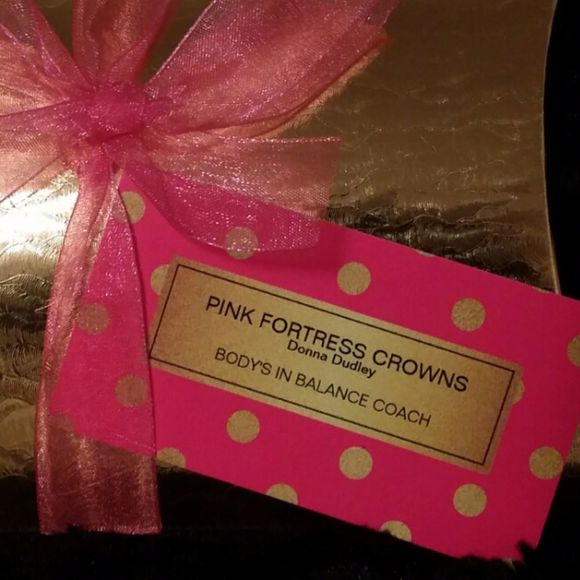 PINK FORTRESS CROWNS
Donna Dudley
BODY'S IN BALANCE COACH